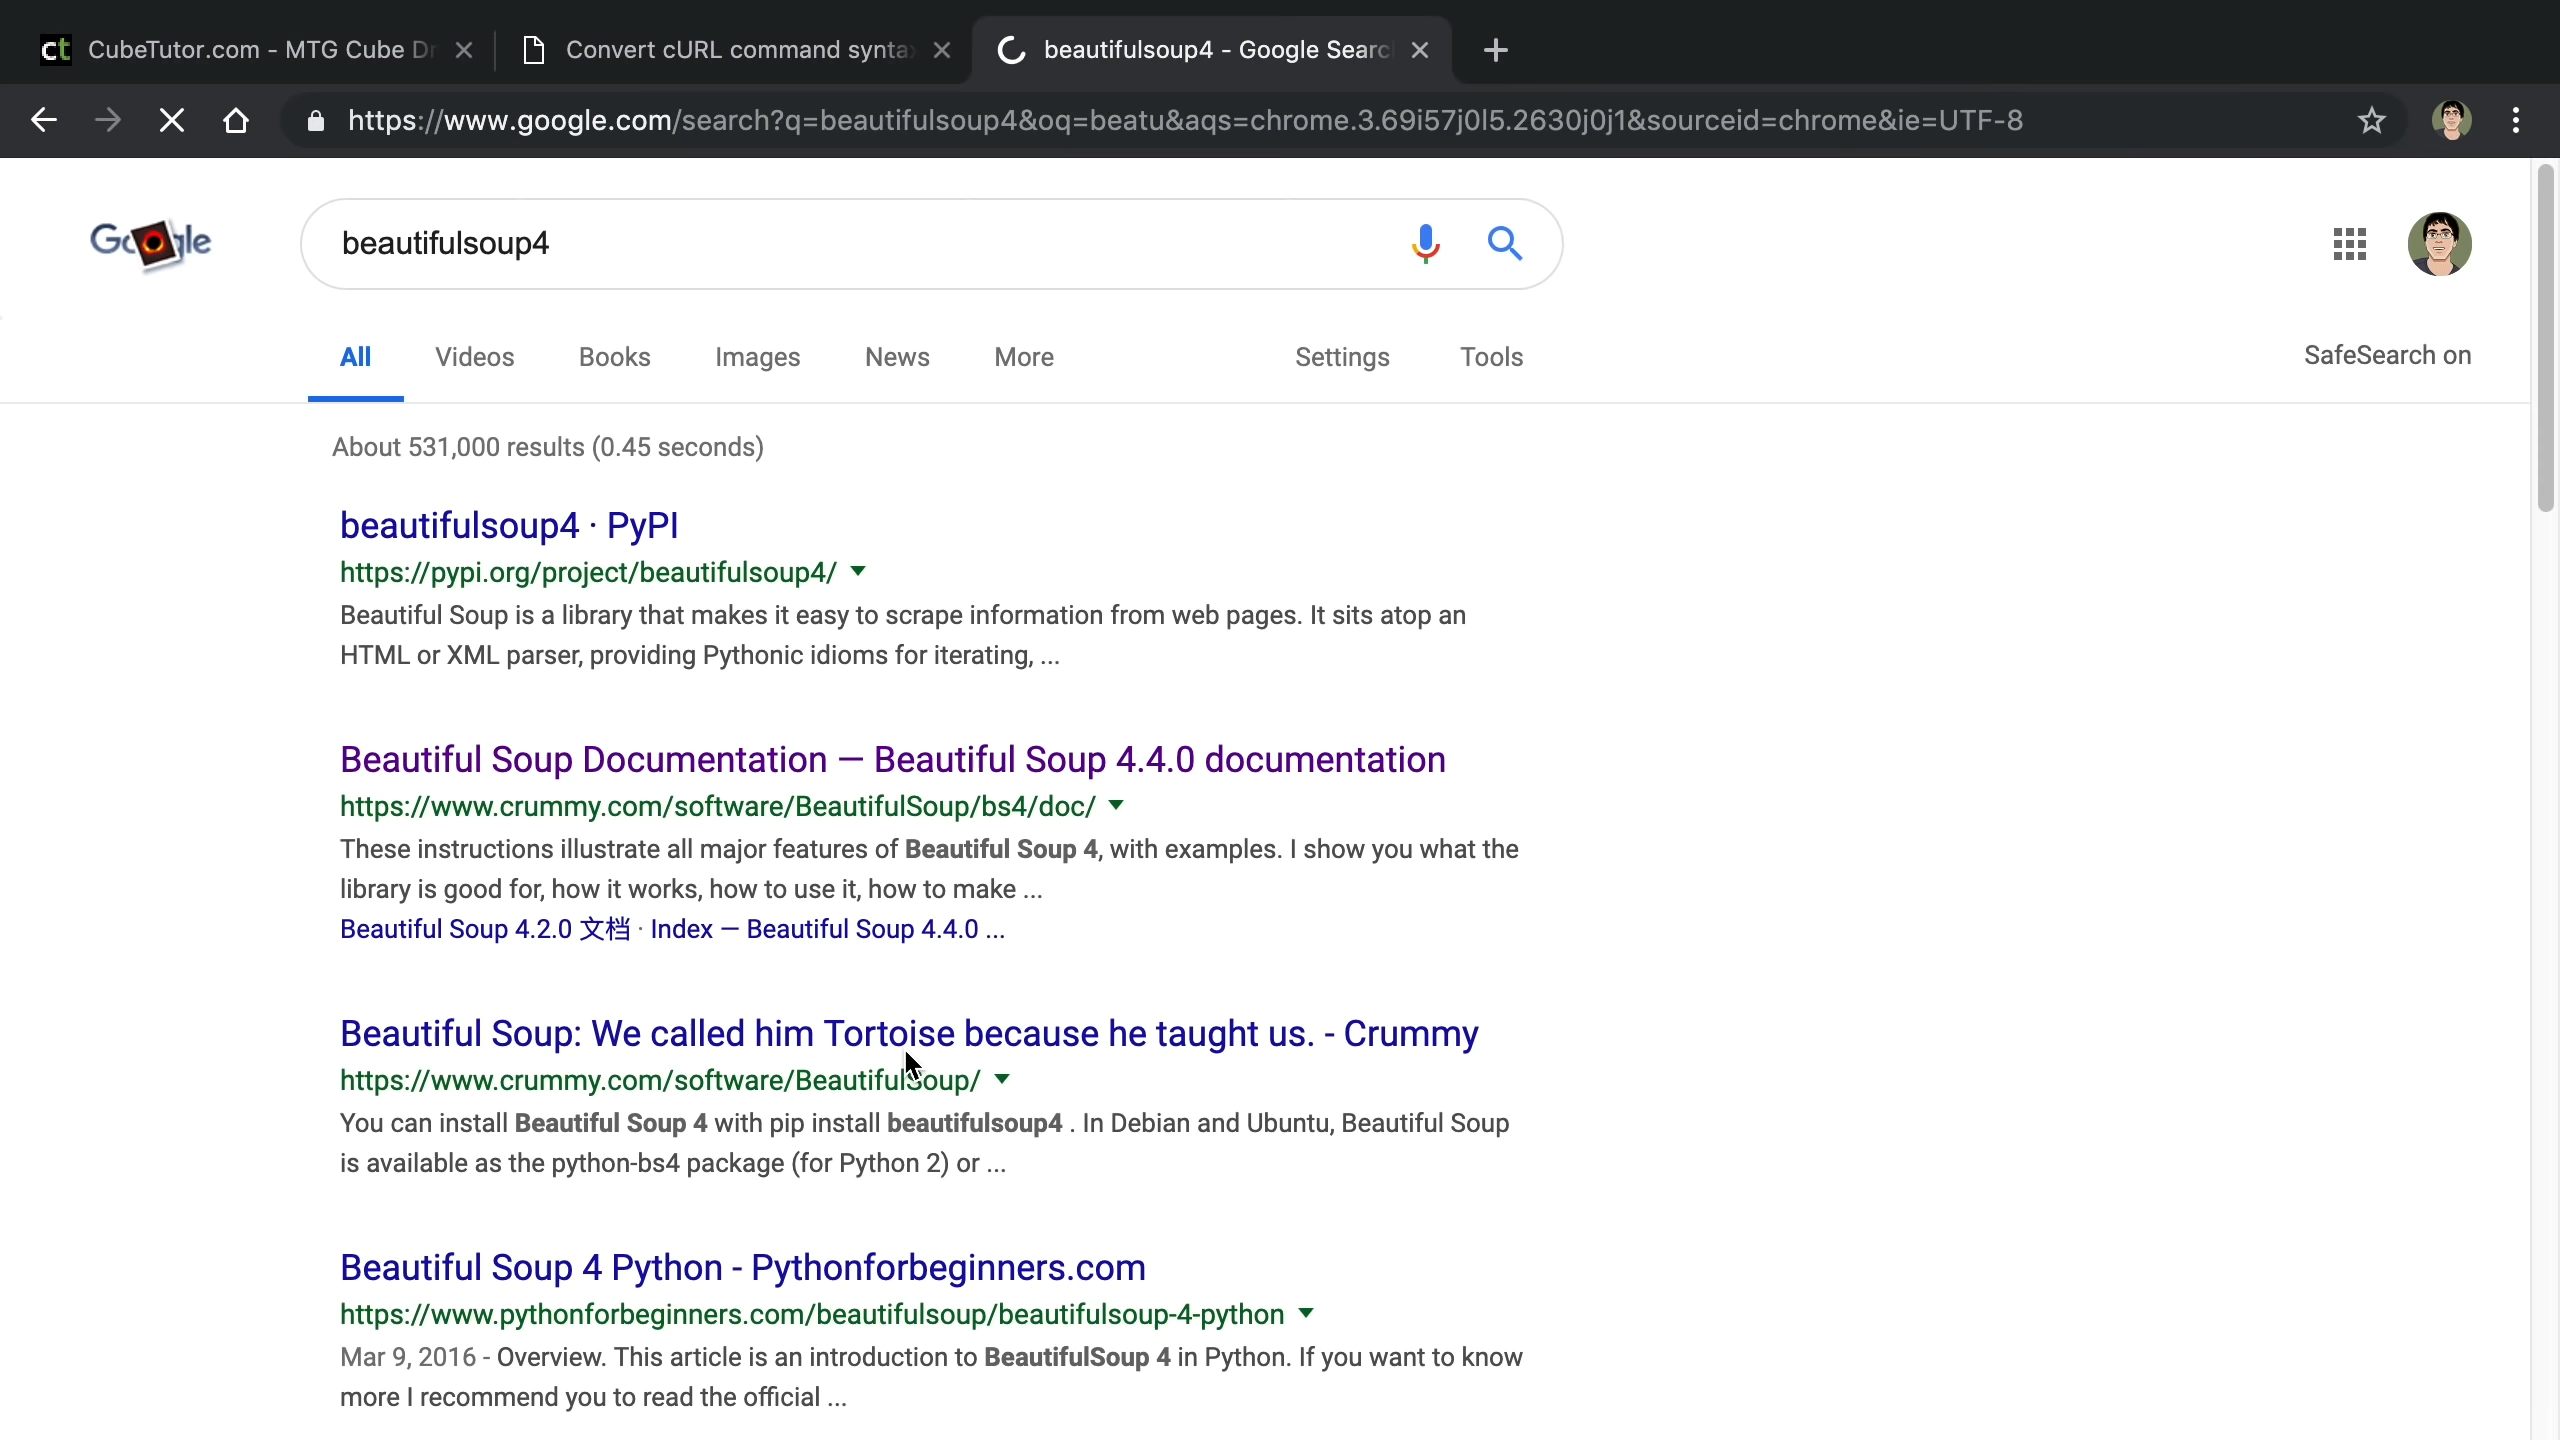 ct CubeTutor.com - MTG Cube Dr
Convert cURL command syntax
beautifulsoup4 - Google Search
https://www.google.com/search?q=beautifulsoup4&oq=beatu&aqs=chrome.3.69i57j0l5.2630j0j1&sourceid=chrome&ie=UTF-8
Google
beautifulsoup4
All Videos Books Images News More Settings Tools SafeSearch on
About 531,000 results (0.45 seconds)
beautifulsoup4 · PyPI
https://pypi.org/project/beautifulsoup4/
Beautiful Soup is a library that makes it easy to scrape information from web pages. It sits atop an
HTML or XML parser, providing Pythonic idioms for iterating, ...
Beautiful Soup Documentation — Beautiful Soup 4.4.0 documentation
https://www.crummy.com/software/BeautifulSoup/bs4/doc/
These instructions illustrate all major features of Beautiful Soup 4, with examples. I show you what the
library is good for, how it works, how to use it, how to make ...
Beautiful Soup 4.2.0 文档 · Index — Beautiful Soup 4.4.0 ...
Beautiful Soup: We called him Tortoise because he taught us. - Crummy
https://www.crummy.com/software/BeautifulSoup/
You can install Beautiful Soup 4 with pip install beautifulsoup4 . In Debian and Ubuntu, Beautiful Soup
is available as the python-bs4 package (for Python 2) or ...
Beautiful Soup 4 Python - Pythonforbeginners.com
https://www.pythonforbeginners.com/beautifulsoup/beautifulsoup-4-python
Mar 9, 2016 - Overview. This article is an introduction to BeautifulSoup 4 in Python. If you want to know
more I recommend you to read the official ...